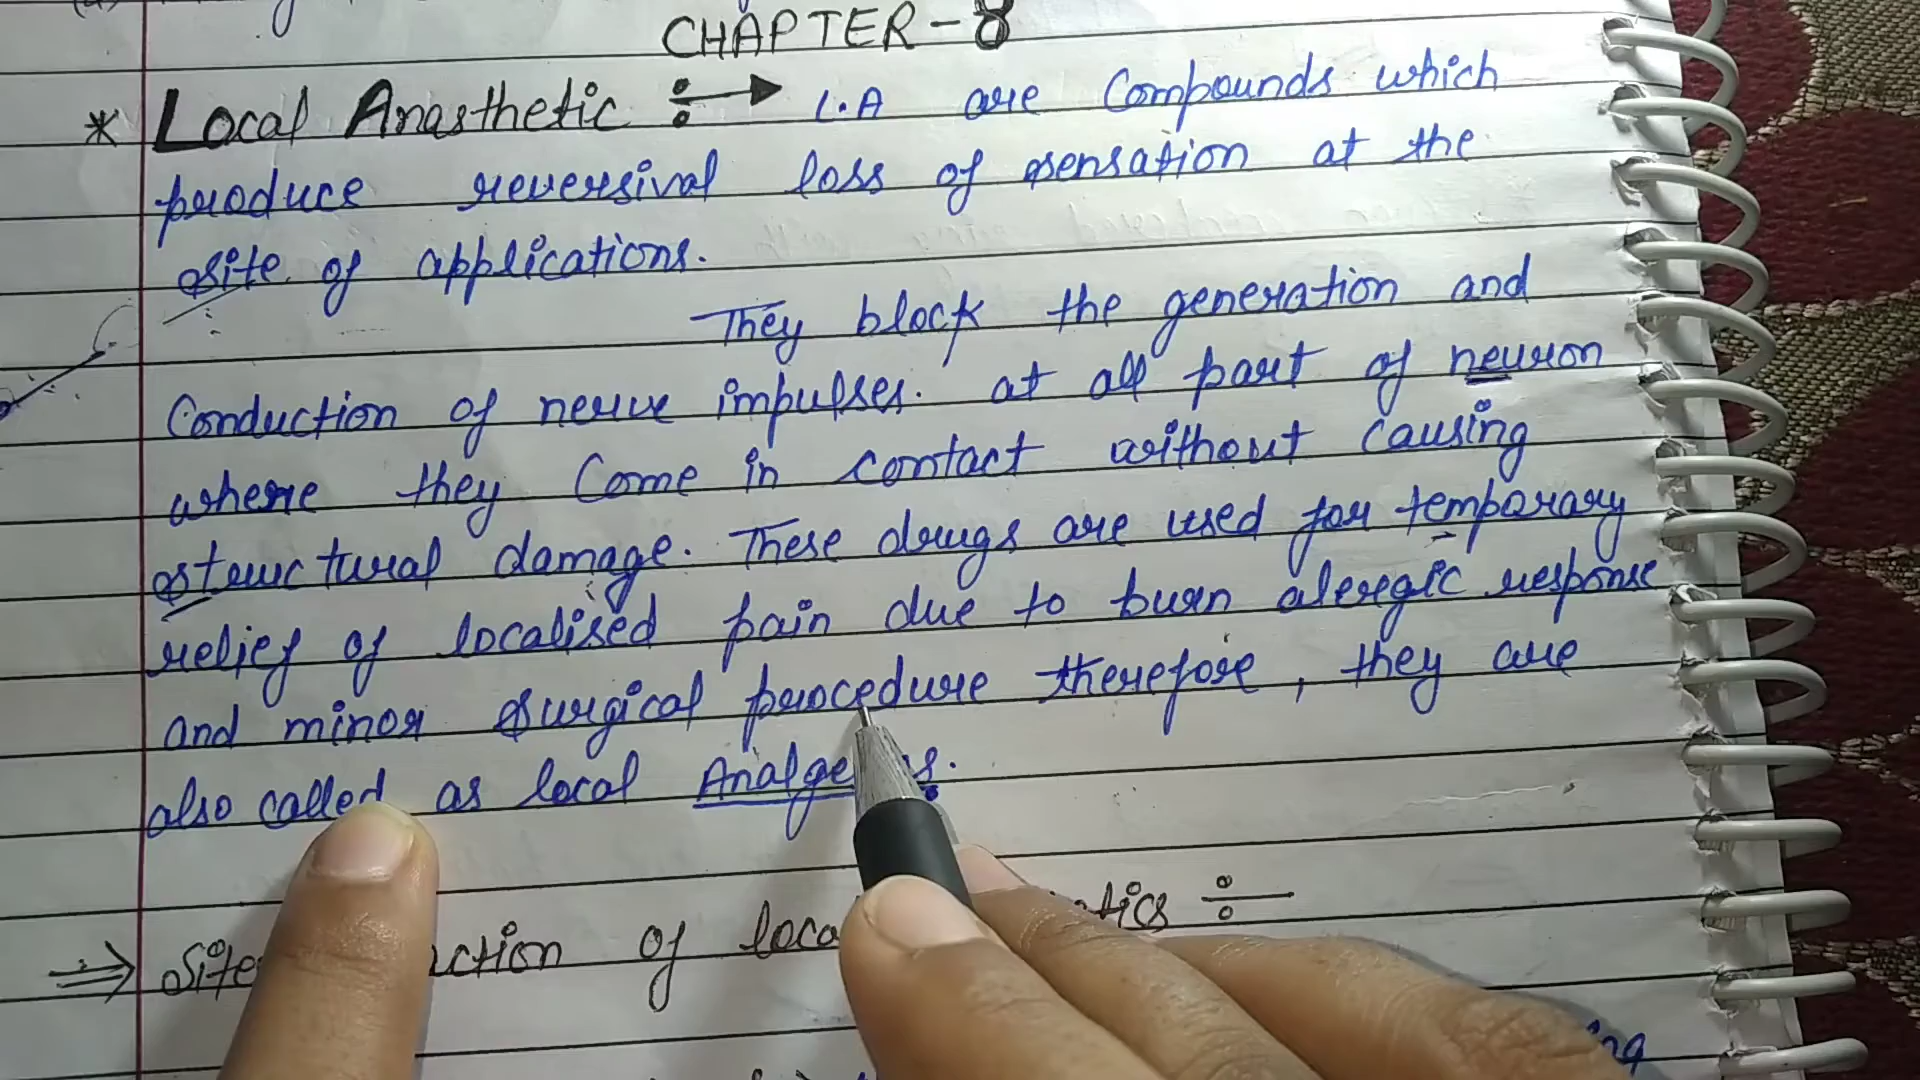 CHAPTER - 8
* Local Anasthetic ÷→ L.A are Compounds which
produce reversival loss of sensation at the
site of applications.
They block the generation and
Conduction of nerve impulses. at all part of neuron
where they Come in contact without causing
structural damage. These drugs are used for temporary
relief of localised pain due to burn alergic response
and minor surgical procedure therefore, they are
also called as local
⇒ Site of